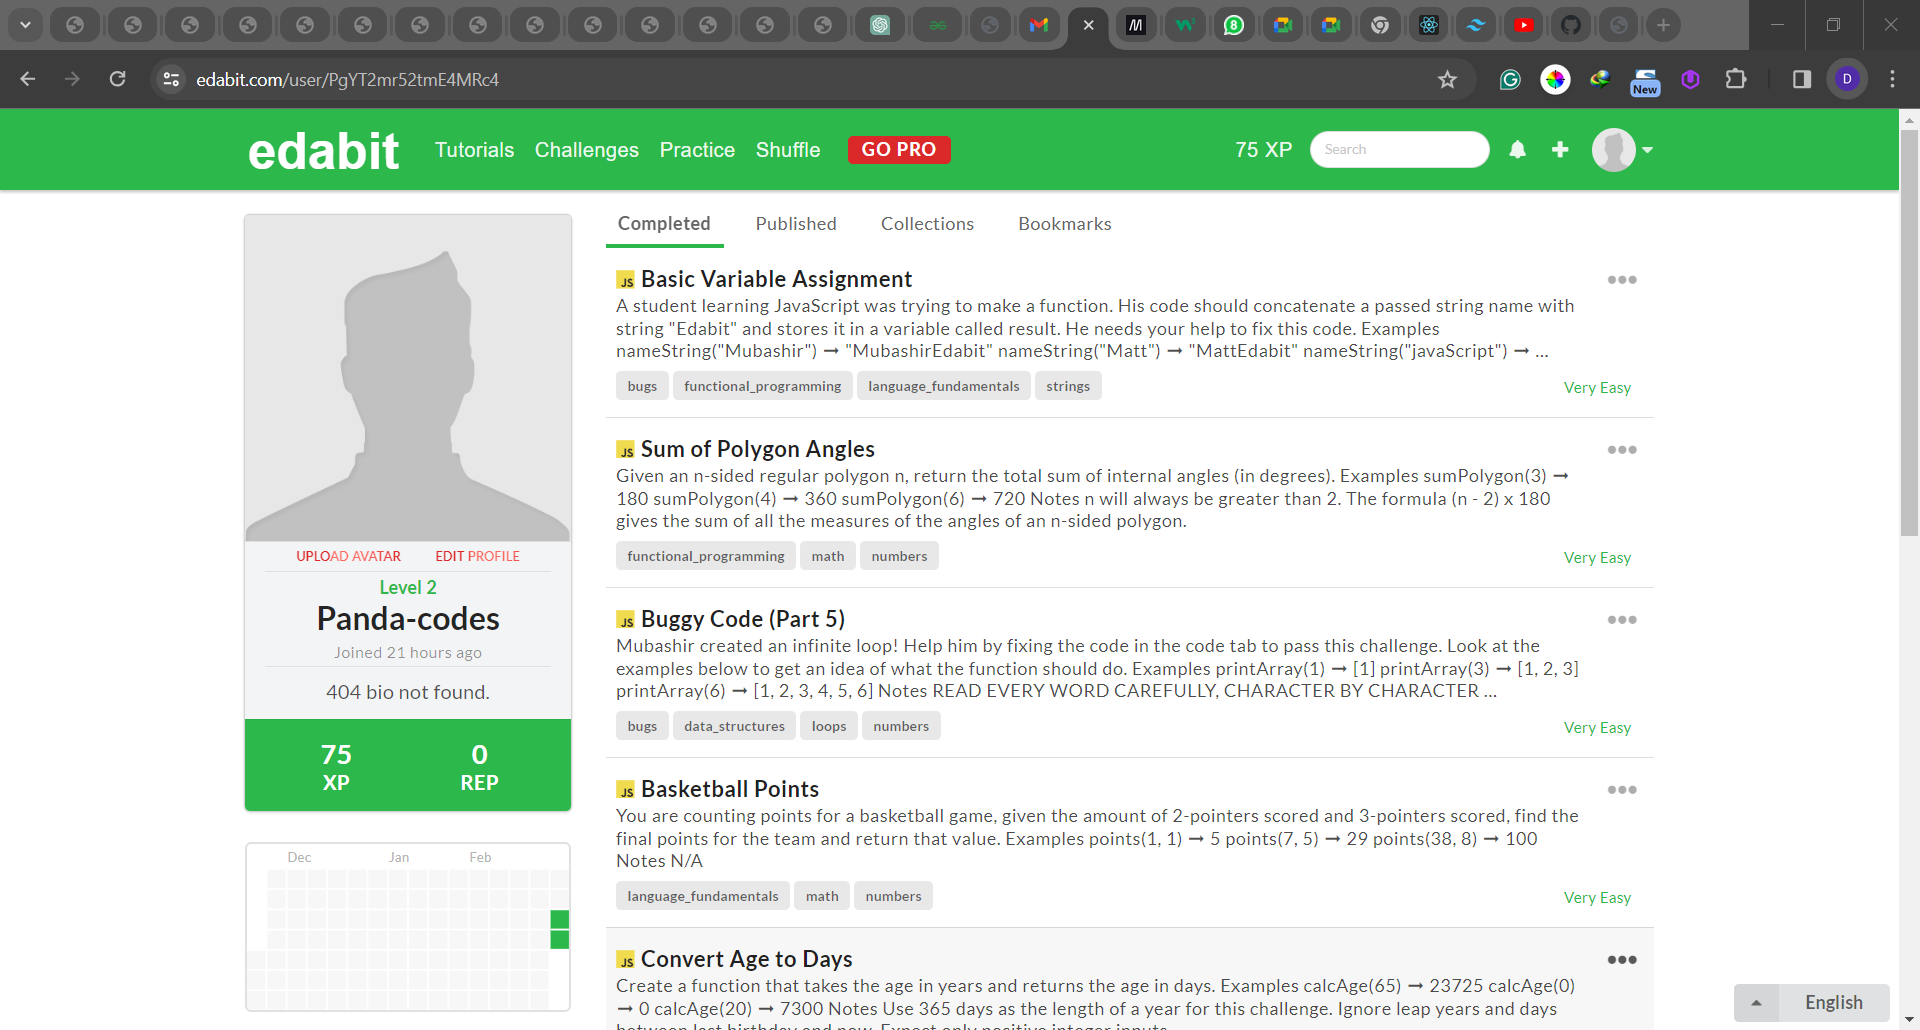 8
edabit.com/user/PgYT2mr52tmE4MRc4
New
D
edabit
Tutorials Challenges Practice Shuffle GO PRO 75 XP Search
Completed Published Collections Bookmarks
JS Basic Variable Assignment
A student learning JavaScript was trying to make a function. His code should concatenate a passed string name with
string "Edabit" and stores it in a variable called result. He needs your help to fix this code. Examples
nameString("Mubashir") → "MubashirEdabit" nameString("Matt") → "MattEdabit" nameString("javaScript") → ...
bugs functional_programming language_fundamentals strings
Very Easy
JS Sum of Polygon Angles
Given an n-sided regular polygon n, return the total sum of internal angles (in degrees). Examples sumPolygon(3) →
180 sumPolygon(4) → 360 sumPolygon(6) → 720 Notes n will always be greater than 2. The formula (n - 2) x 180
gives the sum of all the measures of the angles of an n-sided polygon.
functional_programming math numbers
Very Easy
UPLOAD AVATAR EDIT PROFILE
Level 2
Panda-codes
Joined 21 hours ago
404 bio not found.
75 0
XP REP
JS Buggy Code (Part 5)
Mubashir created an infinite loop! Help him by fixing the code in the code tab to pass this challenge. Look at the
examples below to get an idea of what the function should do. Examples printArray(1) → [1] printArray(3) → [1, 2, 3]
printArray(6) → [1, 2, 3, 4, 5, 6] Notes READ EVERY WORD CAREFULLY, CHARACTER BY CHARACTER ...
bugs data_structures loops numbers
Very Easy
JS Basketball Points
You are counting points for a basketball game, given the amount of 2-pointers scored and 3-pointers scored, find the
final points for the team and return that value. Examples points(1, 1) → 5 points(7, 5) → 29 points(38, 8) → 100
Notes N/A
language_fundamentals math numbers
Very Easy
Dec Jan Feb
JS Convert Age to Days
Create a function that takes the age in years and returns the age in days. Examples calcAge(65) → 23725 calcAge(0)
→ 0 calcAge(20) → 7300 Notes Use 365 days as the length of a year for this challenge. Ignore leap years and days
between last birthday and now. Expect only positive integer inputs.
English